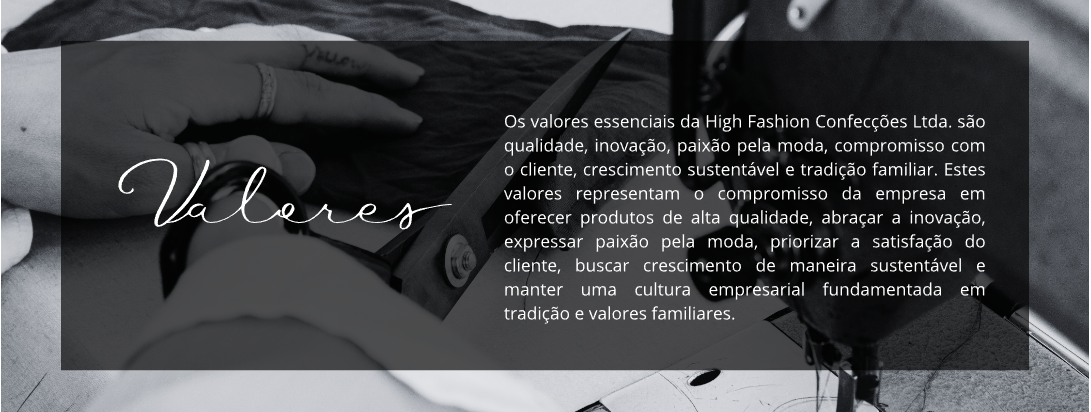 Valores
Os valores essenciais da High Fashion Confecções Ltda. são
qualidade, inovação, paixão pela moda, compromisso com
o cliente, crescimento sustentável e tradição familiar. Estes
valores representam o compromisso da empresa em
oferecer produtos de alta qualidade, abraçar a inovação,
expressar paixão pela moda, priorizar a satisfação do
cliente, buscar crescimento de maneira sustentável e
manter uma cultura empresarial fundamentada em
tradição e valores familiares.